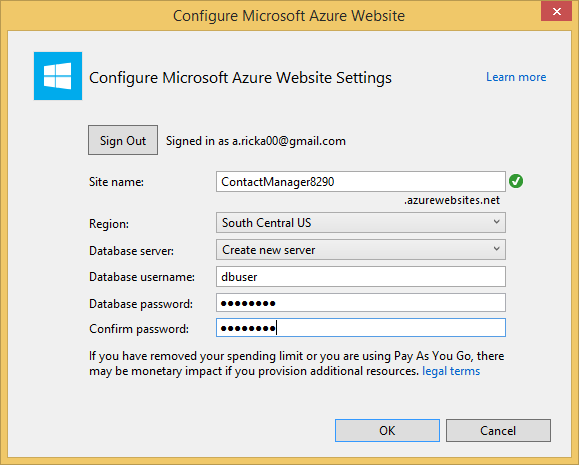 Configure Microsoft Azure Website
Configure Microsoft Azure Website Settings
Learn more
Sign Out
Signed in as a.ricka00@gmail.com
Site name:
ContactManager8290
.azurewebsites.net
Region:
South Central US
Database server:
Create new server
Database username:
dbuser
Database password:
●●●●●●●●
Confirm password:
●●●●●●●●
If you have removed your spending limit or you are using Pay As You Go, there
may be monetary impact if you provision additional resources. legal terms
OK
Cancel